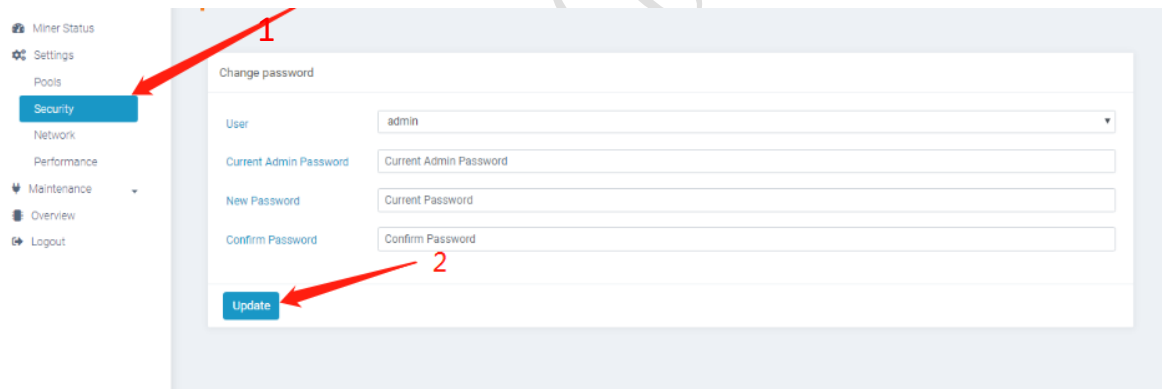 Miner Status
Settings
Pools
Security
Network
Performance
Maintenance
Overview
Logout
1
Change password
User
admin
Current Admin Password
Current Admin Password
New Password
Current Password
Confirm Password
Confirm Password
2
Update